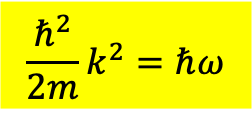 ℏ²/2m k² = ℏω